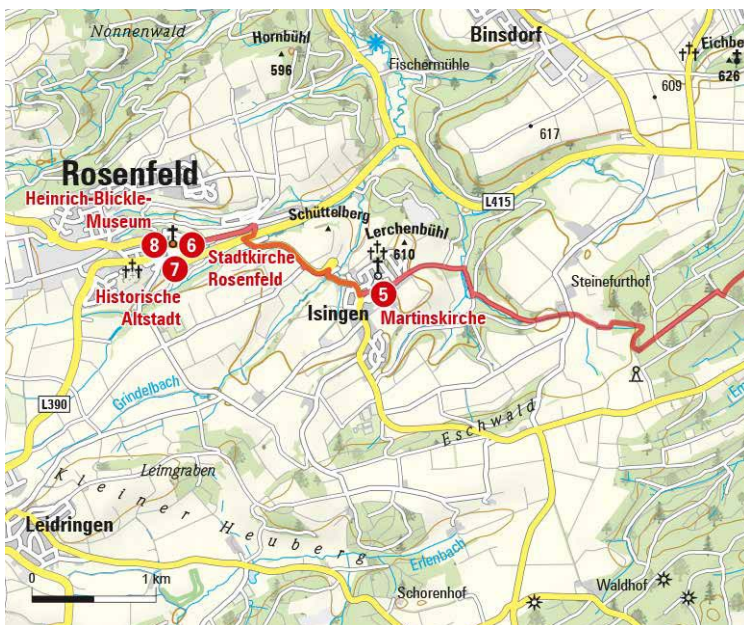 Nonnenwald
Hornbühl
596
Binsdorf
Fischermühle
609
626
617
Rosenfeld
Heinrich-Blickle-
Museum
8
6
7
Stadtkirche
Rosenfeld
Historische
Altstadt
Schüttelberg
Lerchenbühl
610
L415
Steinefurthof
Isingen
5
Martinskirche
L390
Grindelbach
Eschwald
Leimgraben
Kleiner Heuberg
Leidringen
Erlenbach
0 1 km
Schorenhof
Waldhof